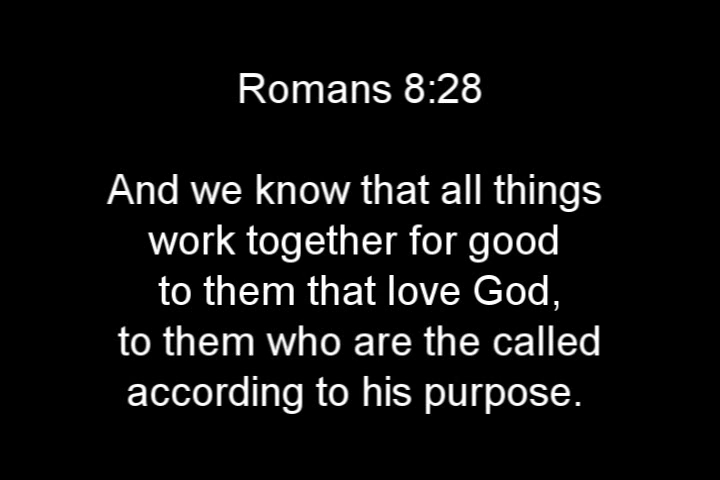 Romans 8:28
And we know that all things
work together for good
to them that love God,
to them who are the called
according to his purpose.